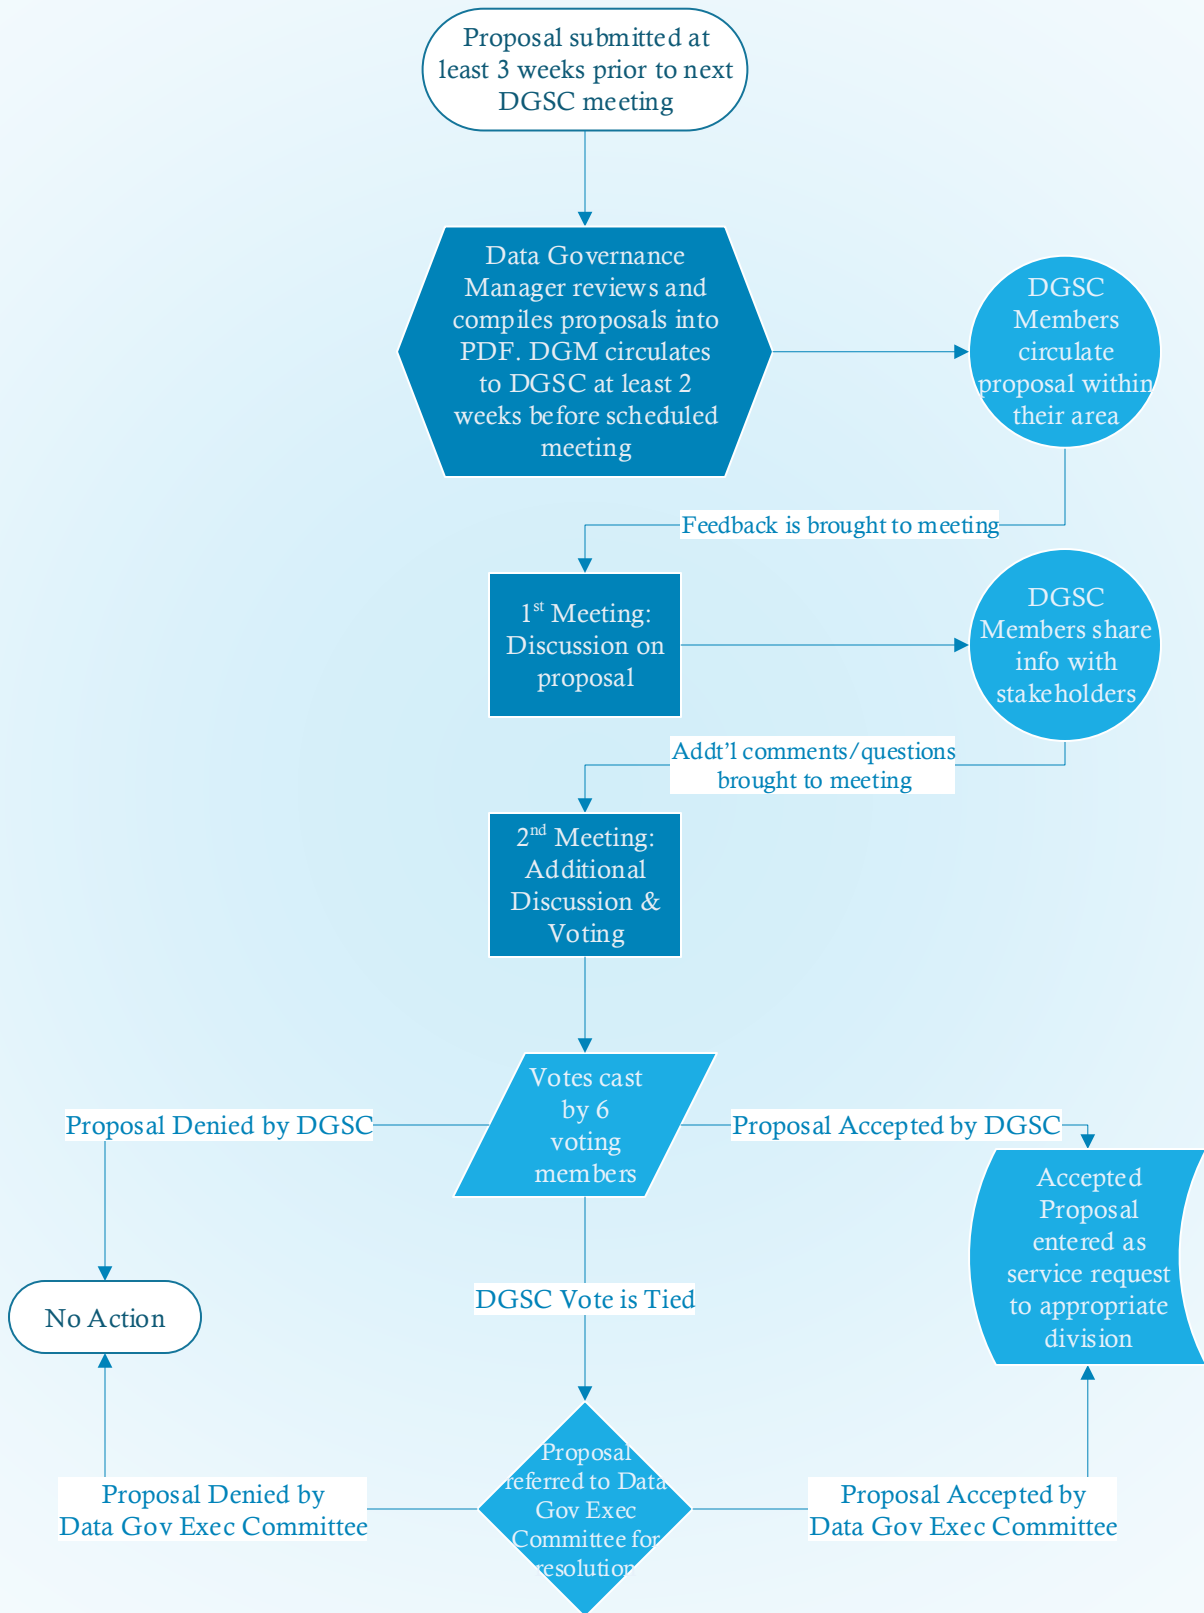 Proposal submitted at
least 3 weeks prior to next
DGSC meeting
Data Governance
Manager reviews and
compiles proposals into
PDF. DGM circulates
to DGSC at least 2
weeks before scheduled
meeting
DGSC
Members
circulate
proposal within
their area
Feedback is brought to meeting
1st Meeting:
Discussion on
proposal
DGSC
Members share
info with
stakeholders
Addt'l comments/questions
brought to meeting
2nd Meeting:
Additional
Discussion &
Voting
Votes cast
by 6
voting
members
Proposal Denied by DGSC
Proposal Accepted by DGSC
Accepted
Proposal
entered as
service request
to appropriate
division
DGSC Vote is Tied
No Action
Proposal
referred to Data
Gov Exec
Committee for
resolution
Proposal Denied by
Data Gov Exec Committee
Proposal Accepted by
Data Gov Exec Committee